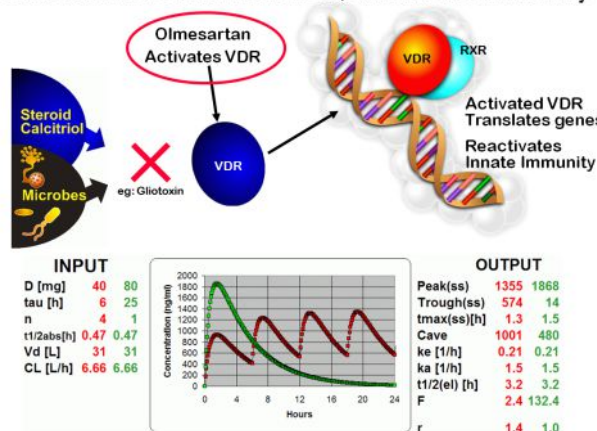 Olmesartan
Activates VDR
VDR
RXR
Steroid
Calcitriol
Microbes
eg: Gliotoxin
VDR
Activated VDR
Translates genes
Reactivates
Innate Immunity
INPUT
D [mg] 40 80
tau [h] 6 25
n 4 1
t1/2abs[h] 0.47 0.47
Vd [L] 31 31
CL [L/h] 6.66 6.66
Concentration (ng/ml)
2000
1800
1600
1400
1200
1000
800
600
400
200
0
0 4 8 12 16 20 24
Hours
OUTPUT
Peak(ss) 1355 1868
Trough(ss) 574 14
tmax(ss)[h] 1.3 1.5
Cave 1001 480
ke [1/h] 0.21 0.21
ka [1/h] 1.5 1.5
t1/2(el) [h] 3.2 3.2
F 2.4 132.4
r 1.4 1.0